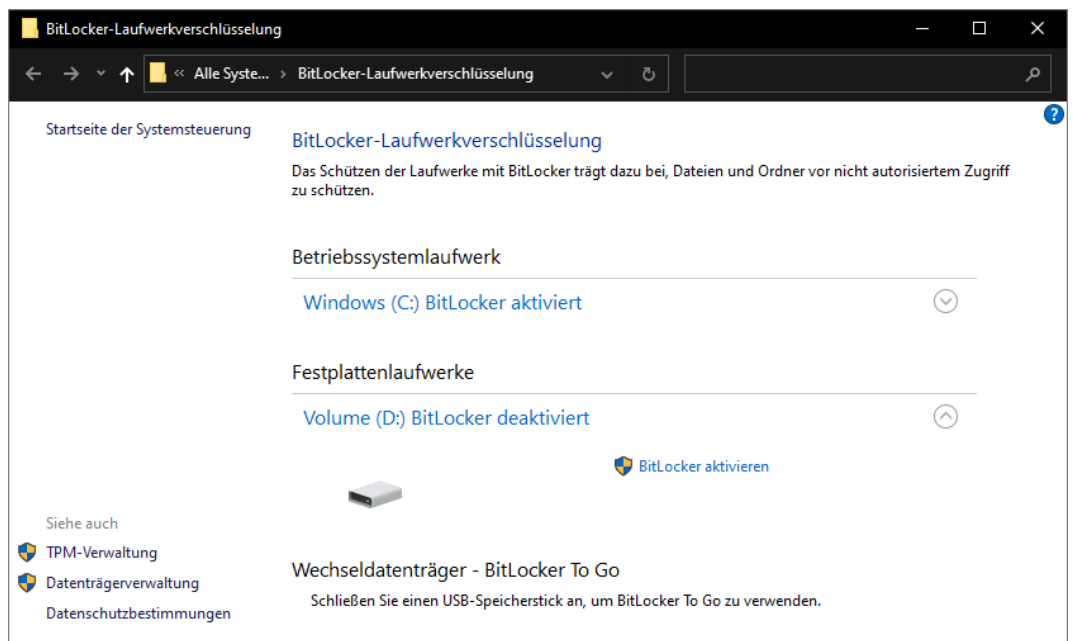 BitLocker-Laufwerkverschlüsselung
« Alle Syste... › BitLocker-Laufwerkverschlüsselung
Startseite der Systemsteuerung
?
BitLocker-Laufwerkverschlüsselung
Das Schützen der Laufwerke mit BitLocker trägt dazu bei, Dateien und Ordner vor nicht autorisiertem Zugriff
zu schützen.
Betriebssystemlaufwerk
Windows (C:) BitLocker aktiviert
Festplattenlaufwerke
Volume (D:) BitLocker deaktiviert
BitLocker aktivieren
Siehe auch
TPM-Verwaltung
Datenträgerverwaltung
Datenschutzbestimmungen
Wechseldatenträger - BitLocker To Go
Schließen Sie einen USB-Speicherstick an, um BitLocker To Go zu verwenden.